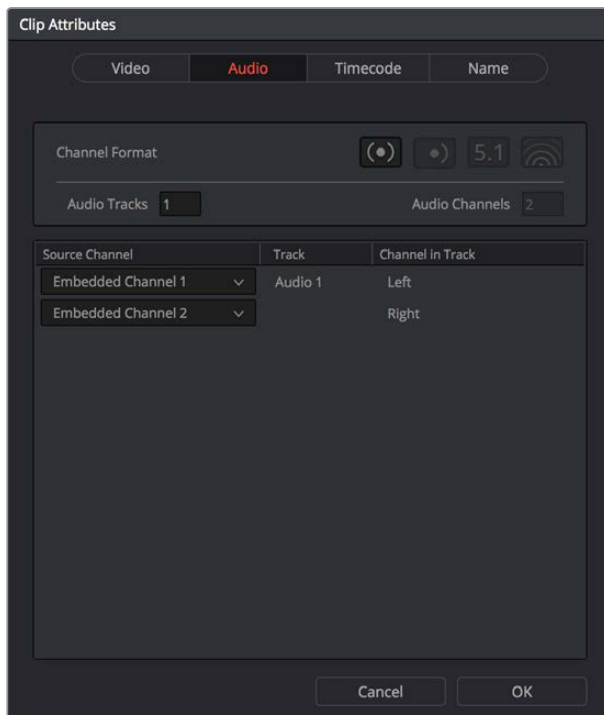 Clip Attributes
Video Audio Timecode Name
Channel Format 5.1
Audio Tracks 1 Audio Channels 2
Source Channel Track Channel in Track
Embedded Channel 1 Audio 1 Left
Embedded Channel 2 Right
Cancel OK